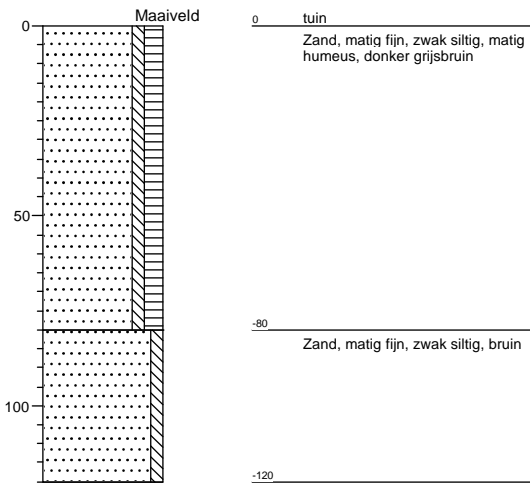 Maaiveld
0
50
100
0 tuin
Zand, matig fijn, zwak siltig, matig
humeus, donker grijsbruin
-80
Zand, matig fijn, zwak siltig, bruin
-120